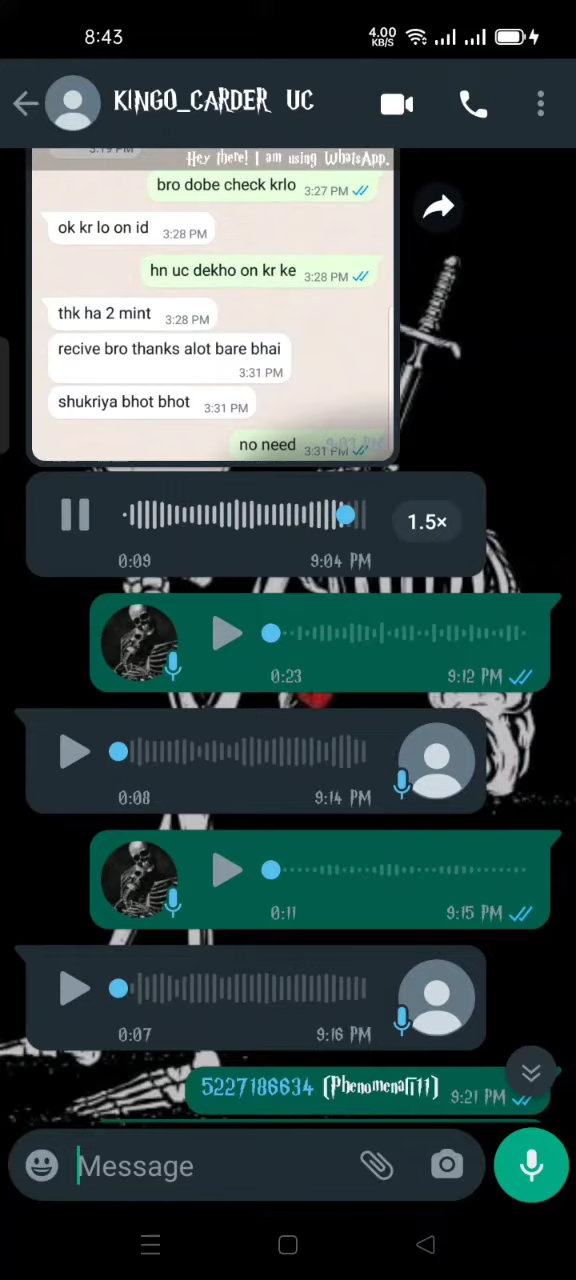 8:43
4.00
KB/S
KINGO_CARDER UC
Hey there! I am using WhatsApp.
bro dobe check krlo 3:27 PM
ok kr lo on id 3:28 PM
hn uc dekho on kr ke 3:28 PM
thk ha 2 mint 3:28 PM
recive bro thanks alot bare bhai
3:31 PM
shukriya bhot bhot 3:31 PM
no need 3:31 PM
1.5×
0:09 9:04 PM
0:23 9:12 PM
0:08 9:14 PM
0:11 9:15 PM
0:07 9:16 PM
5227186634 9:21 PM
Message